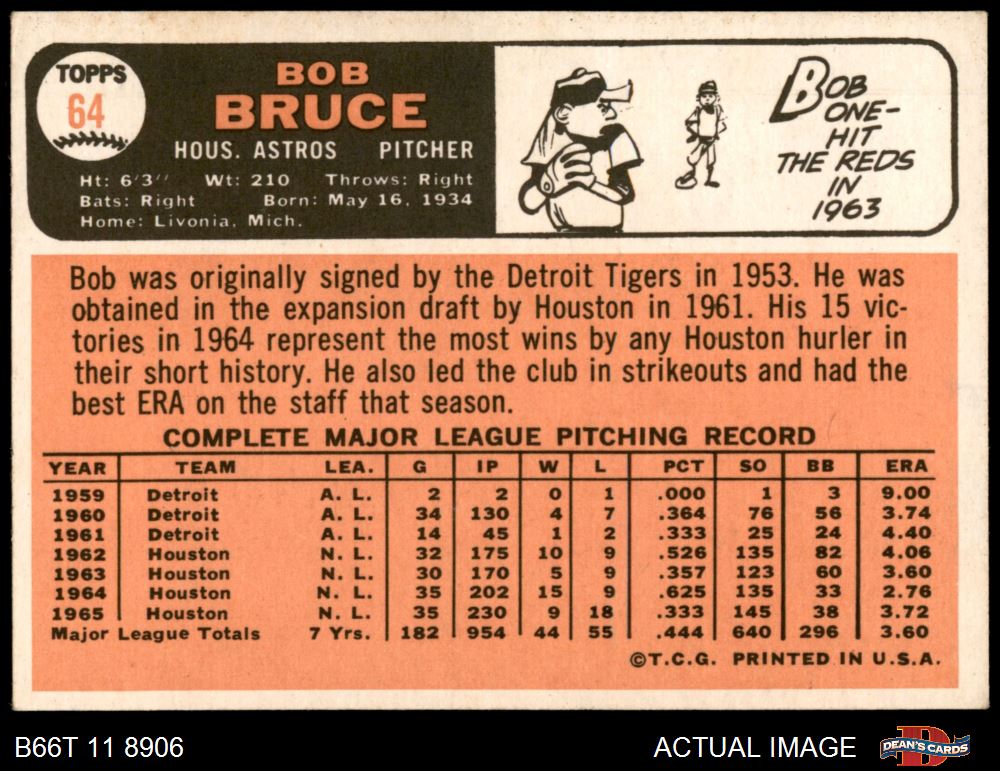 TOPPS
64
BOB
BRUCE
HOUS. ASTROS PITCHER
Ht: 6'3" Wt: 210 Throws: Right
Bats: Right Born: May 16, 1934
Home: Livonia, Mich.
BOB
ONE-
HIT
THE REDS
IN
1963
Bob was originally signed by the Detroit Tigers in 1953. He was
obtained in the expansion draft by Houston in 1961. His 15 vic-
tories in 1964 represent the most wins by any Houston hurler in
their short history. He also led the club in strikeouts and had the
best ERA on the staff that season.
COMPLETE MAJOR LEAGUE PITCHING RECORD
YEAR TEAM LEA. G IP W L PCT SO BB ERA
1959 Detroit A. L. 2 2 0 1 .000 1 3 9.00
1960 Detroit A. L. 34 130 4 7 .364 76 56 3.74
1961 Detroit A. L. 14 45 1 2 .333 25 24 4.40
1962 Houston N. L. 32 175 10 9 .526 135 82 4.06
1963 Houston N. L. 30 170 5 9 .357 123 60 3.60
1964 Houston N. L. 35 202 15 9 .625 135 33 2.76
1965 Houston N. L. 35 230 9 18 .333 145 38 3.72
Major League Totals 7 Yrs. 182 954 44 55 .444 640 296 3.60
©T.C.G. PRINTED IN U.S.A.
B66T 11 8906 ACTUAL IMAGE DEAN'S CARDS